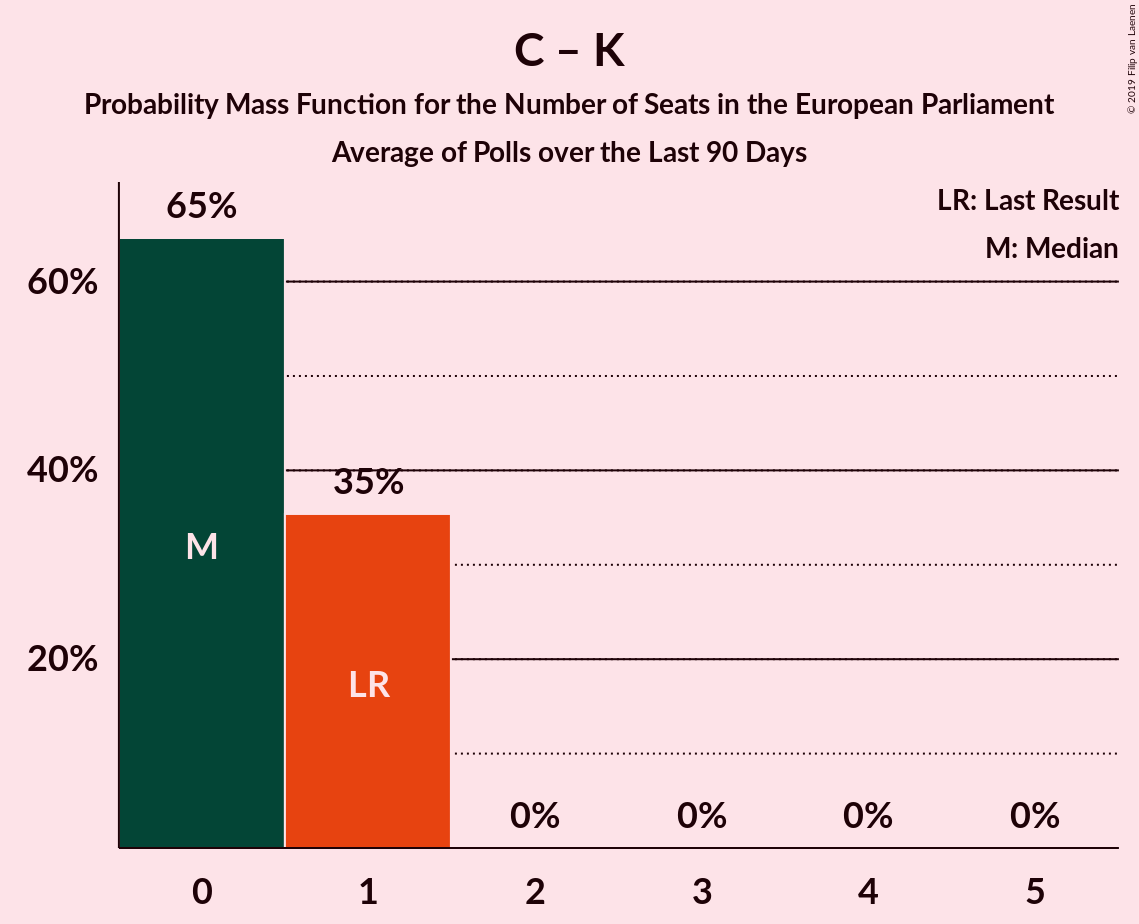 C – K
Probability Mass Function for the Number of Seats in the European Parliament
Average of Polls over the Last 90 Days
© 2019 Filip van Laenen
LR: Last Result
M: Median
65%
60%
40%
35%
20%
M
LR
0%
0%
0%
0%
0
1
2
3
4
5